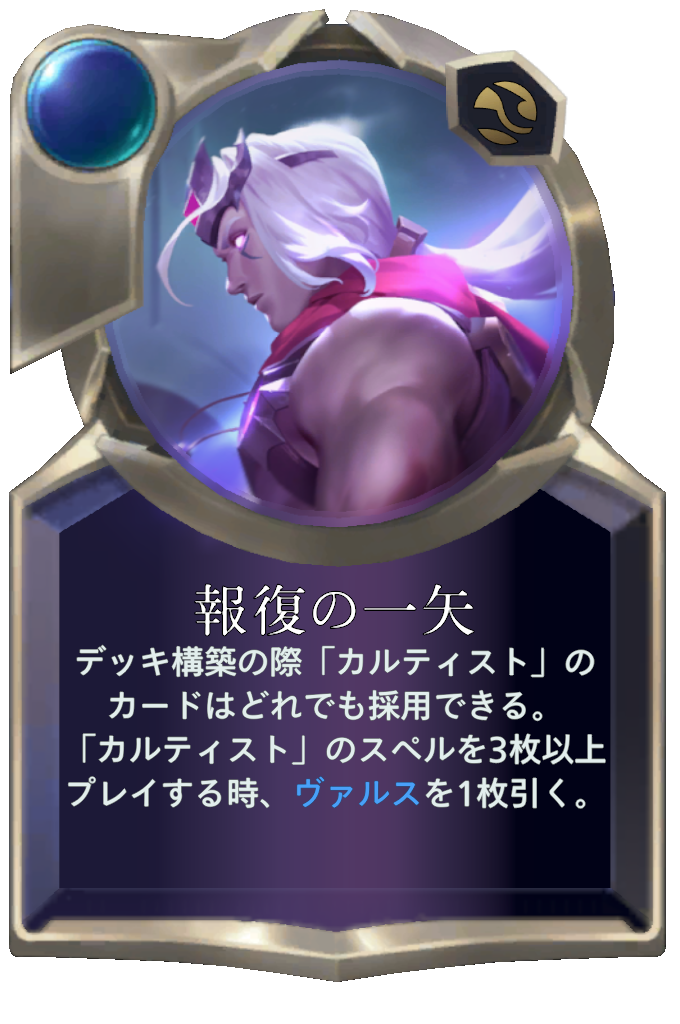 報復の一矢
デッキ構築の際「カルティスト」の
カードはどれでも採用できる。
「カルティスト」のスペルを3枚以上
プレイする時、ヴァルスを1枚引く。